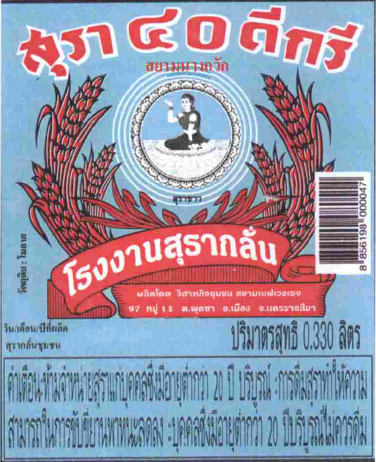 สุรา ๔๐ ดีกรี
สยามนางกวัก
สุราขาว
วัตถุดิบ : โมลาส
โรงงานสุรากลั่น
ผลิตโดย วิสาหกิจชุมชน สยามเบฟเวอเรจ
97 หมู่ 11 ต.พุดซา อ.เมือง จ.นครราชสีมา
8 856198 000047
วัน/เดือน/ปีที่ผลิต
สุรากลั่นชุมชน
ปริมาตรสุทธิ 0.330 ลิตร
คำเตือน:ห้ามจำหน่ายสุราแก่บุคคลซึ่งมีอายุต่ำกว่า 20 ปี บริบูรณ์ :การดื่มสุราทำให้ความ
สามารถในการขับขี่ยานพาหนะลดลง :บุคคลซึ่งมีอายุต่ำกว่า 20 ปีบริบูรณ์ไม่ควรดื่ม